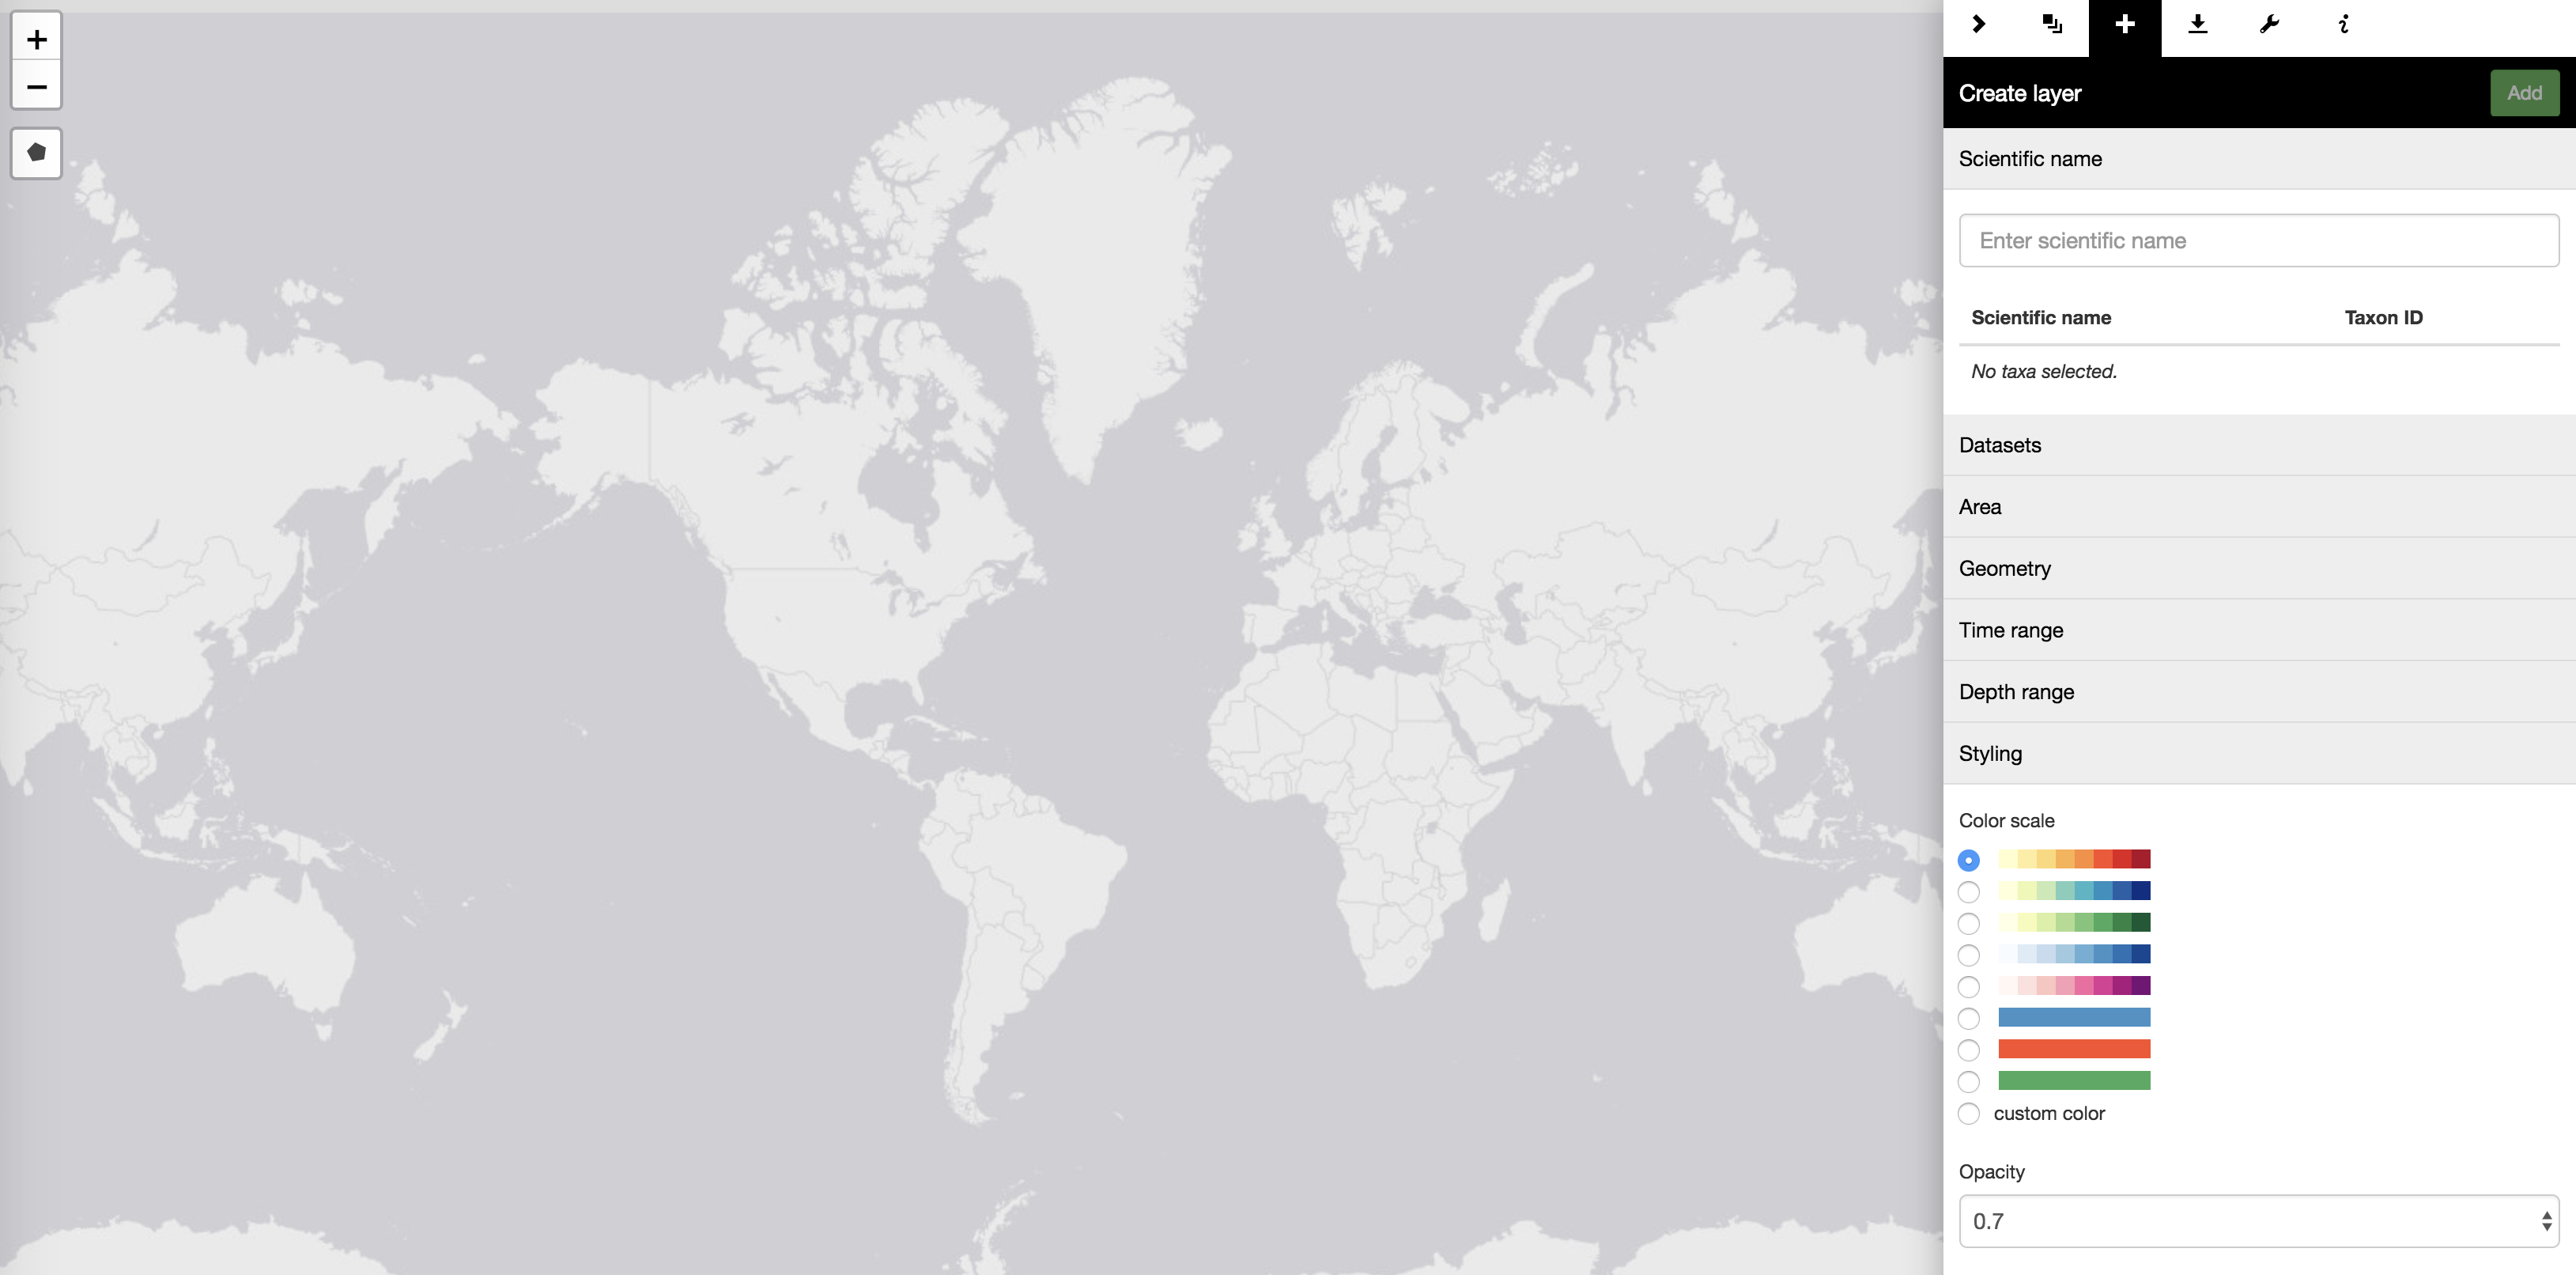 +
−
Create layer
Add
Scientific name
Enter scientific name
Scientific name Taxon ID
No taxa selected.
Datasets
Area
Geometry
Time range
Depth range
Styling
Color scale
custom color
Opacity
0.7